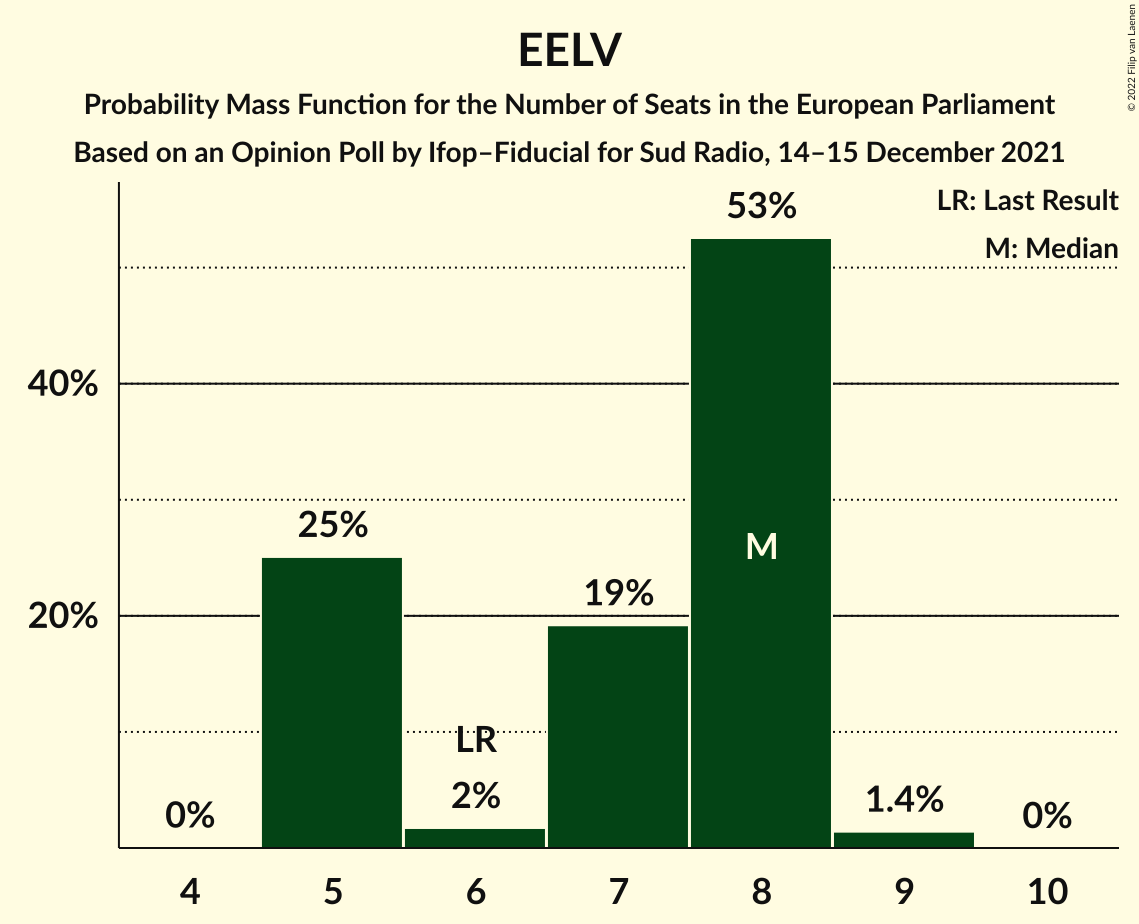 EELV
Probability Mass Function for the Number of Seats in the European Parliament
Based on an Opinion Poll by Ifop–Fiducial for Sud Radio, 14–15 December 2021
© 2022 Filip van Laenen
LR: Last Result
M: Median
53%
40%
25%
M
19%
20%
LR
2%
1.4%
0%
0%
4 5 6 7 8 9 10